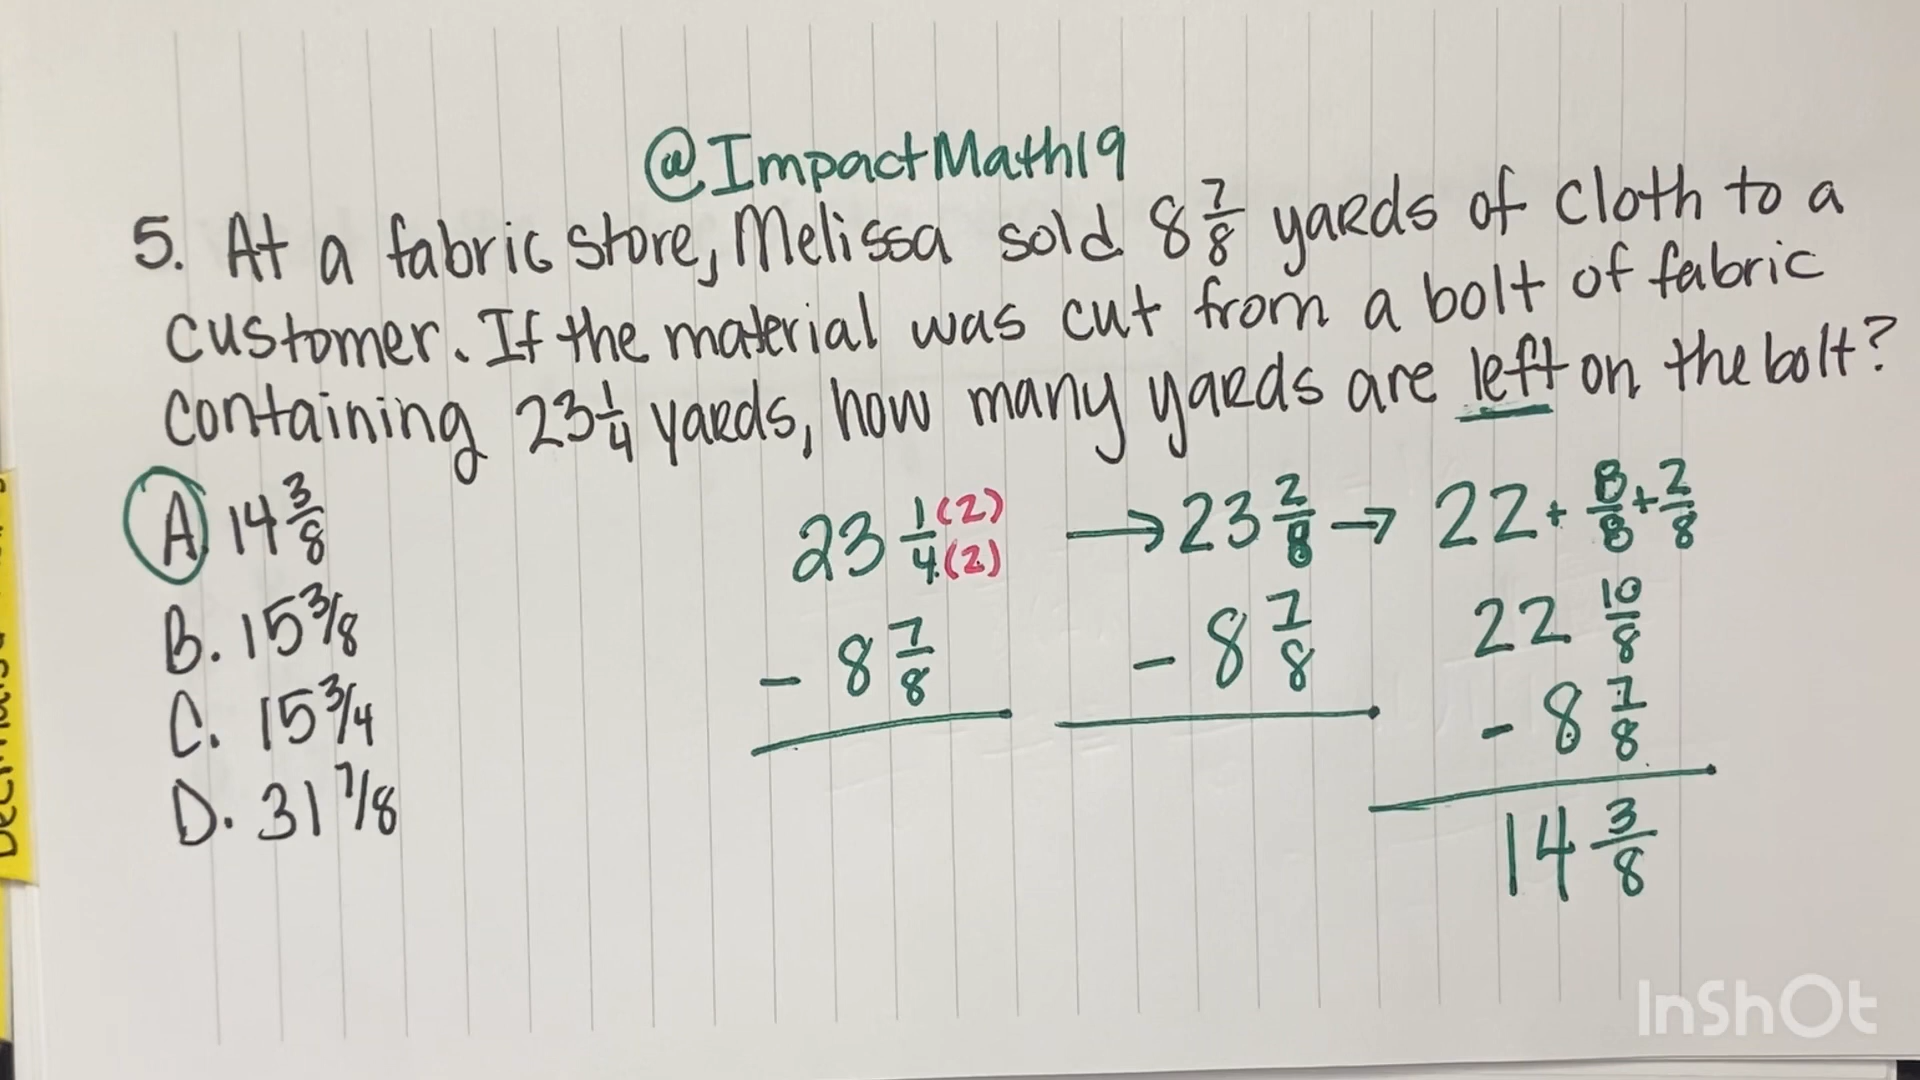 @ImpactMath19
5. At a fabric store, Melissa sold 8 7/8 yards of cloth to a
customer. If the material was cut from a bolt of fabric
containing 23 1/4 yards, how many yards are left on the bolt?
A. 14 3/8
B. 15 3/8
C. 15 3/4
D. 31 7/8
23 1(2)/4(2) → 23 2/8 → 22 + 8/8 + 2/8
- 8 7/8
- 8 7/8
22 10/8
- 8 7/8
14 3/8
InShOt